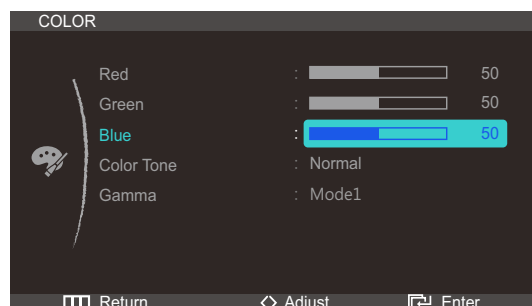 COLOR
Red : 50
Green : 50
Blue : 50
Color Tone : Normal
Gamma : Mode1
Return Adjust Enter